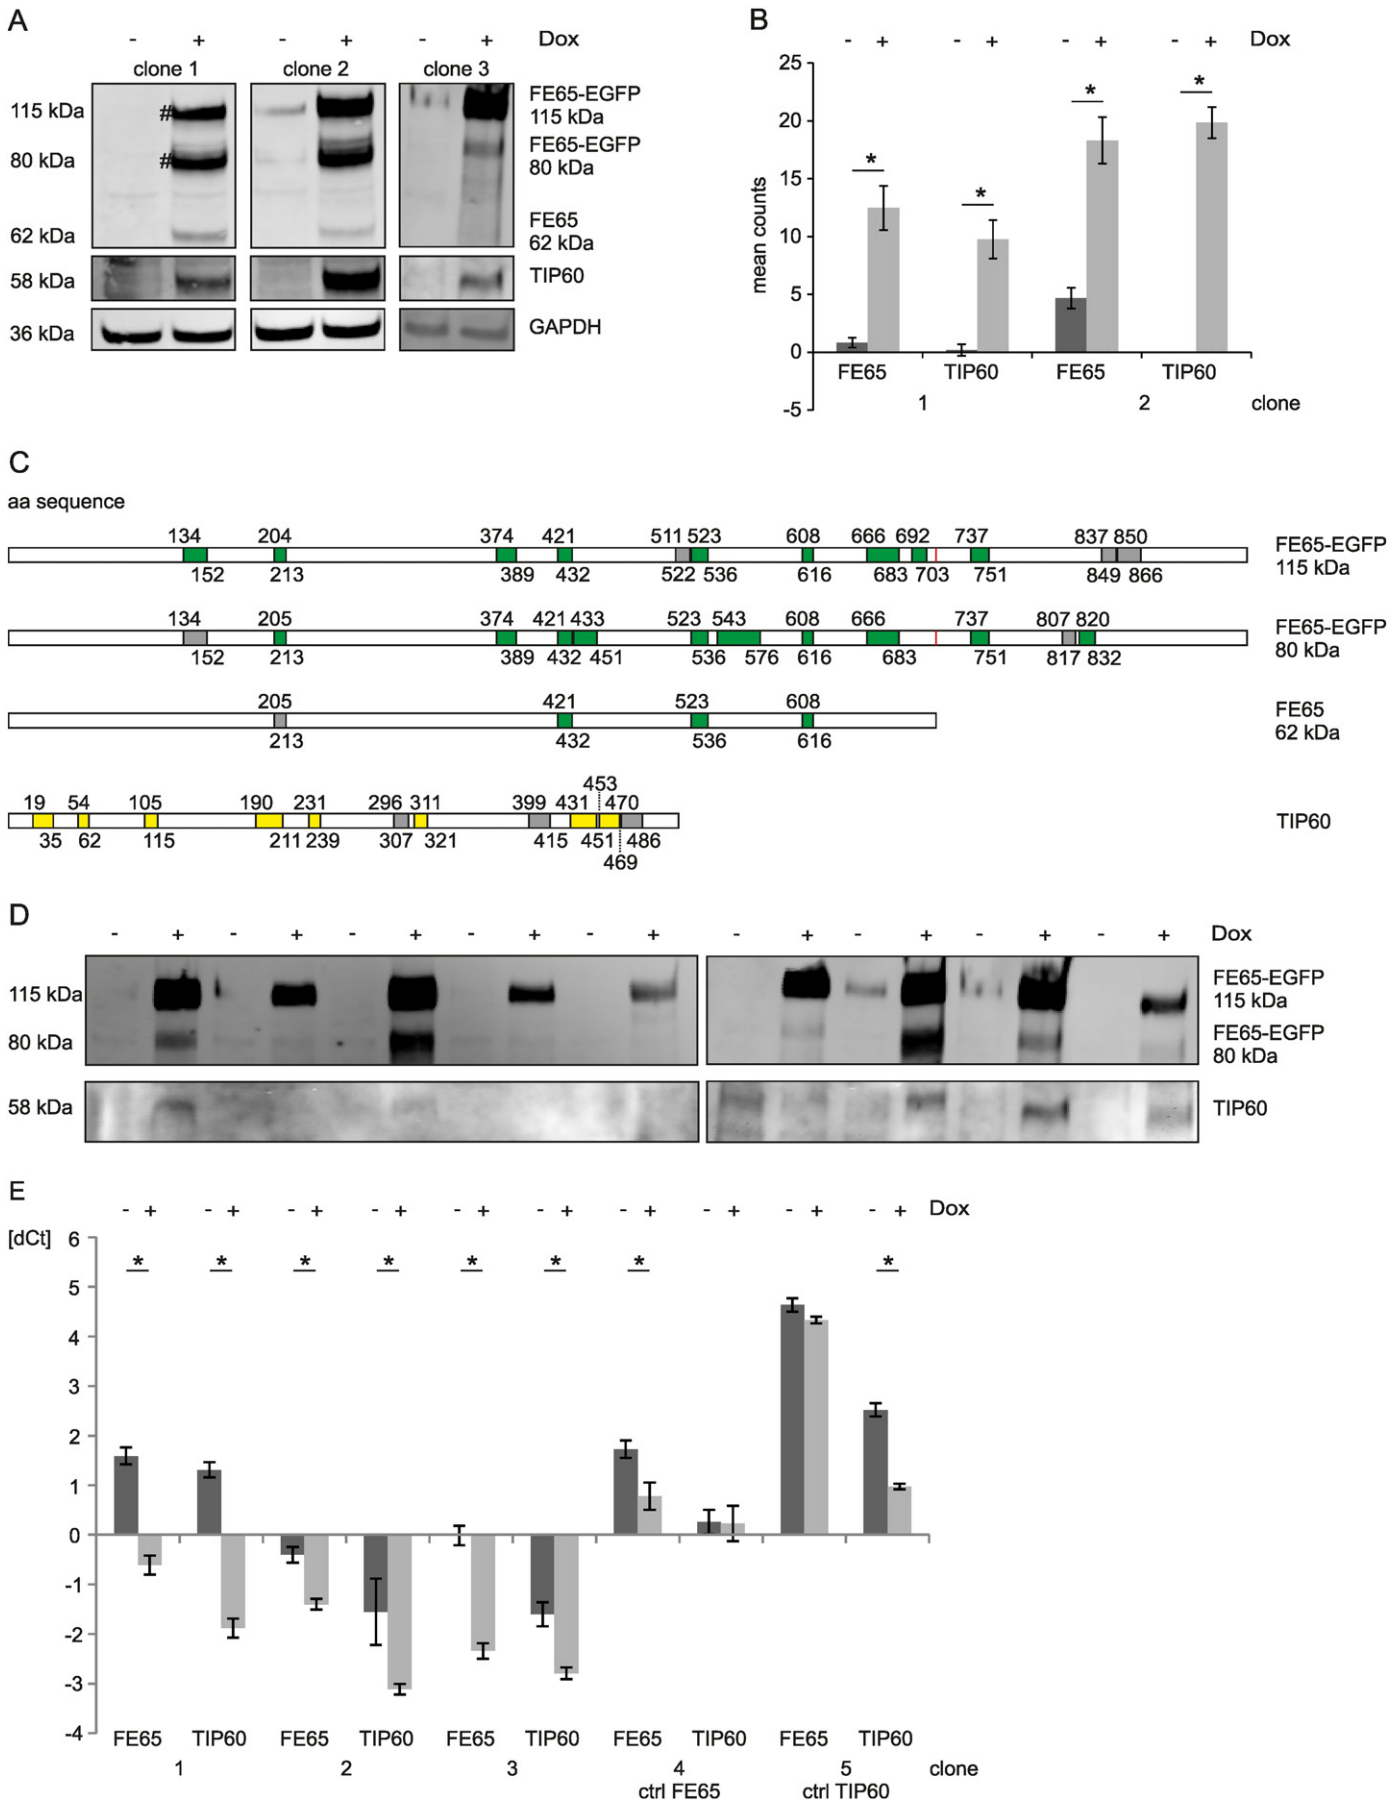 A
- + - + - + Dox
clone 1 clone 2 clone 3
115 kDa # FE65-EGFP
115 kDa
80 kDa # FE65-EGFP
80 kDa
62 kDa FE65
62 kDa
58 kDa TIP60
36 kDa GAPDH
B
- + - + - + - + Dox
25
20
15
10
5
0
-5
mean counts
* * * *
FE65 TIP60 FE65 TIP60
1 2 clone
C
aa sequence
134 204 374 421 511 523 608 666 692 737 837 850
152 213 389 432 522 536 616 683 703 751 849 866
FE65-EGFP
115 kDa
134 205 374 421 433 523 543 608 666 737 807 820
152 213 389 432 451 536 576 616 683 751 817 832
FE65-EGFP
80 kDa
205 421 523 608
213 432 536 616
FE65
62 kDa
453
19 54 105 190 231 296 311 399 431 470
35 62 115 211 239 307 321 415 451 486
469
TIP60
D
- + - + - + - + - + - + - + - + - + Dox
115 kDa FE65-EGFP
115 kDa
80 kDa FE65-EGFP
80 kDa
58 kDa TIP60
E
- + - + - + - + - + - + - + - + - + - + Dox
[dCt]
6
5
4
3
2
1
0
-1
-2
-3
-4
* * * * * * * *
FE65 TIP60 FE65 TIP60 FE65 TIP60 FE65 TIP60 FE65 TIP60
1 2 3 4 5 clone
ctrl FE65 ctrl TIP60